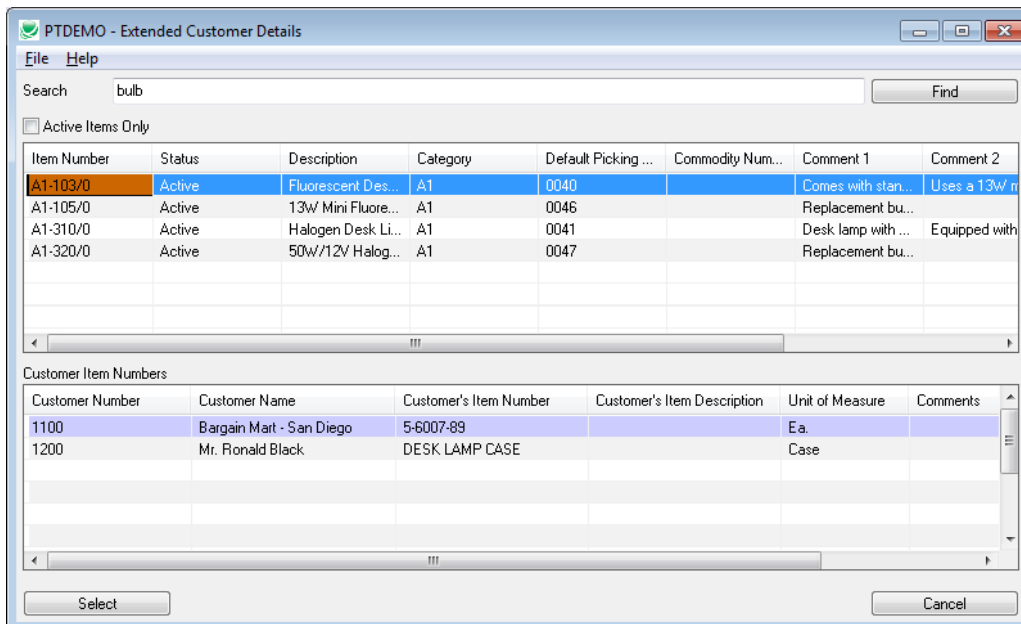 PTDEMO - Extended Customer Details
File Help
Search bulb Find
Active Items Only
Item Number Status Description Category Default Picking ... Commodity Num... Comment 1 Comment 2
A1-103/0 Active Fluorescent Des... A1 0040 Comes with stan... Uses a 13W
A1-105/0 Active 13W Mini Fluore... A1 0046 Replacement bu...
A1-310/0 Active Halogen Desk Li... A1 0041 Desk lamp with ... Equipped with
A1-320/0 Active 50W/12V Halog... A1 0047 Replacement bu...
Customer Item Numbers
Customer Number Customer Name Customer's Item Number Customer's Item Description Unit of Measure Comments
1100 Bargain Mart - San Diego 5-6007-89 Ea.
1200 Mr. Ronald Black DESK LAMP CASE Case
Select Cancel